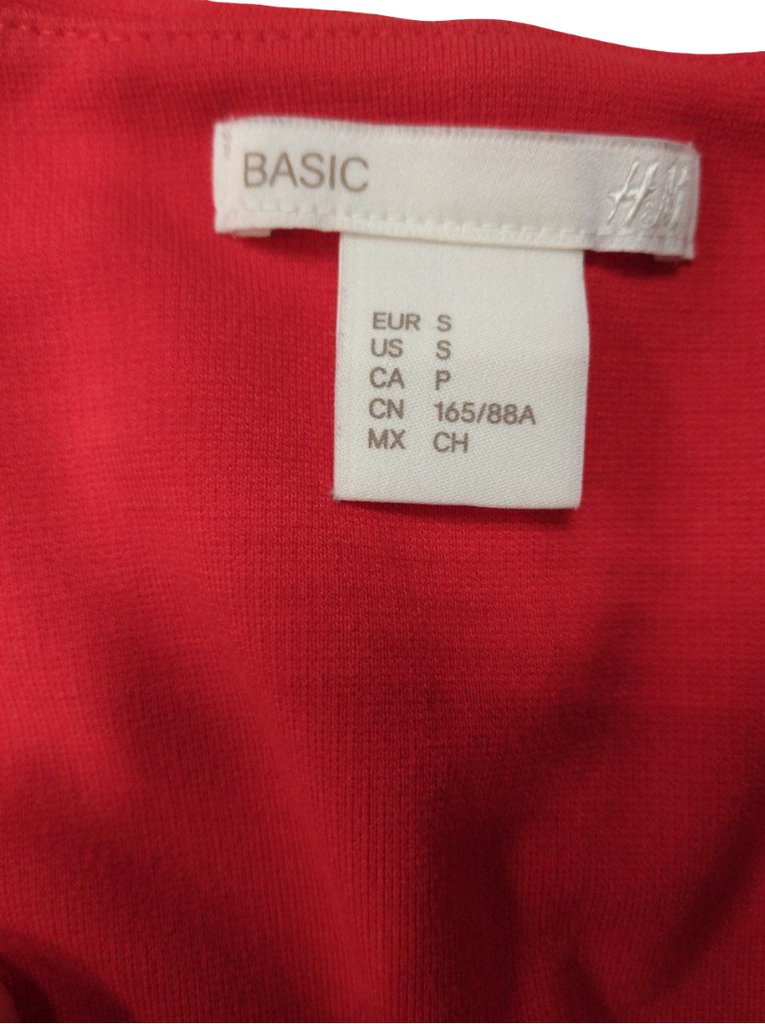 BASIC
H&M
EUR S
US S
CA P
CN 165/88A
MX CH